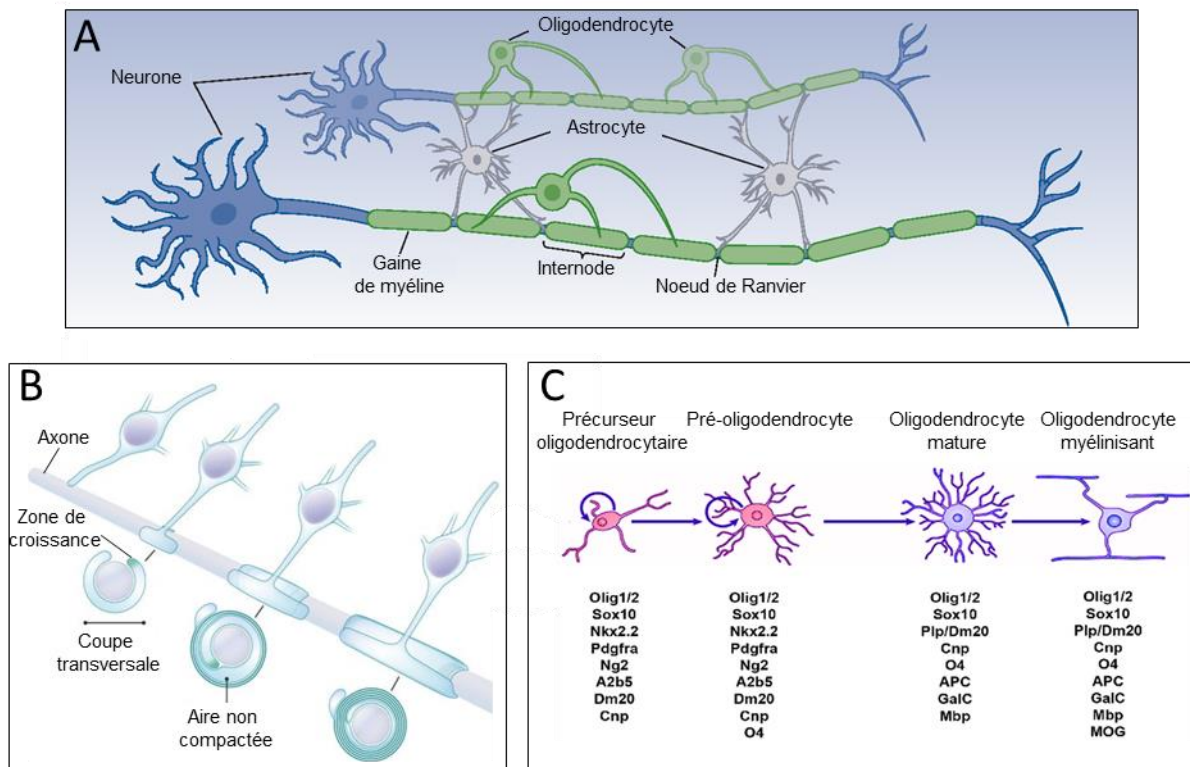 A
Oligodendrocyte
Neurone
Astrocyte
Gaine
de myéline
Internode
Noeud de Ranvier
B
Axone
Zone de
croissance
Coupe
transversale
Aire non
compactée
C
Précurseur
oligodendrocytaire
Pré-oligodendrocyte
Oligodendrocyte
mature
Oligodendrocyte
myélinisant
Olig1/2
Sox10
Nkx2.2
Pdgfra
Ng2
A2b5
Dm20
Cnp
Olig1/2
Sox10
Nkx2.2
Pdgfra
Ng2
A2b5
Dm20
Cnp
O4
Olig1/2
Sox10
Plp/Dm20
Cnp
O4
APC
GalC
Mbp
Olig1/2
Sox10
Plp/Dm20
Cnp
O4
APC
GalC
Mbp
MOG